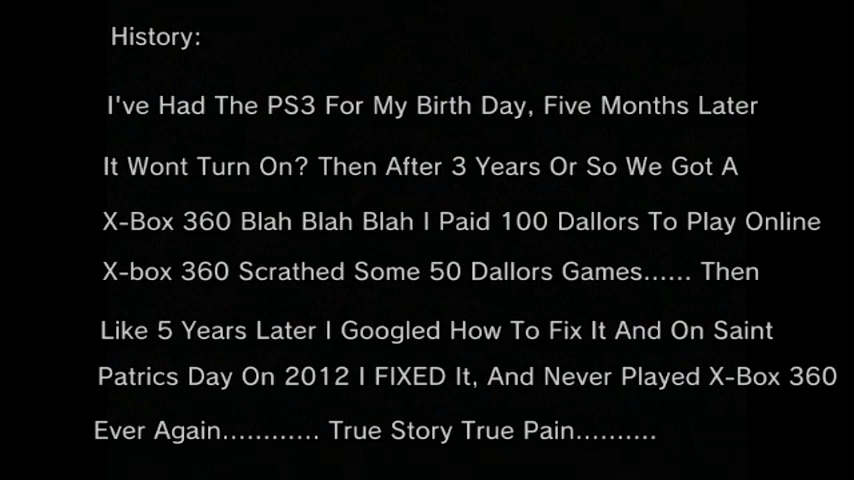 History:
I've Had The PS3 For My Birth Day, Five Months Later
It Wont Turn On? Then After 3 Years Or So We Got A
X-Box 360 Blah Blah Blah I Paid 100 Dallors To Play Online
X-box 360 Scrathed Some 50 Dallors Games...... Then
Like 5 Years Later I Googled How To Fix It And On Saint
Patrics Day On 2012 I FIXED It, And Never Played X-Box 360
Ever Again............ True Story True Pain..........